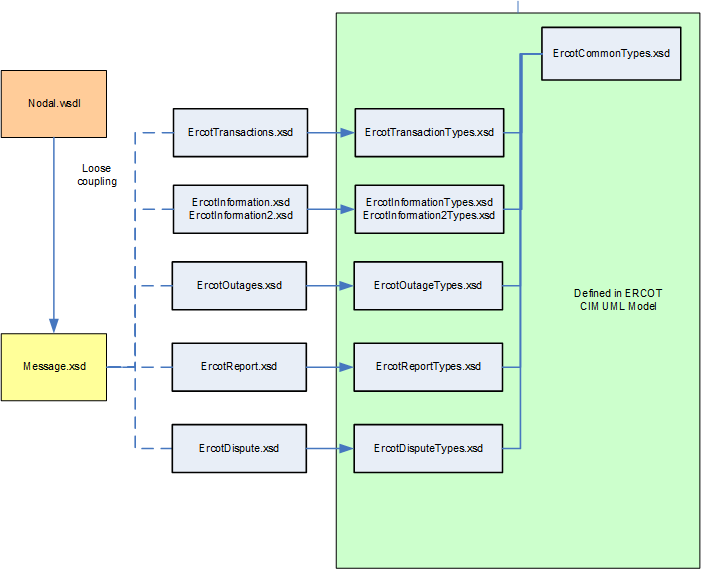 ErcotCommonTypes.xsd
Nodal.wsdl
Loose
coupling
ErcotTransactions.xsd
ErcotTransactionTypes.xsd
ErcotInformation.xsd
ErcotInformation2.xsd
ErcotInformationTypes.xsd
ErcotInformation2Types.xsd
ErcotOutages.xsd
ErcotOutageTypes.xsd
Defined in ERCOT
CIM UML Model
Message.xsd
ErcotReport.xsd
ErcotReportTypes.xsd
ErcotDispute.xsd
ErcotDisputeTypes.xsd